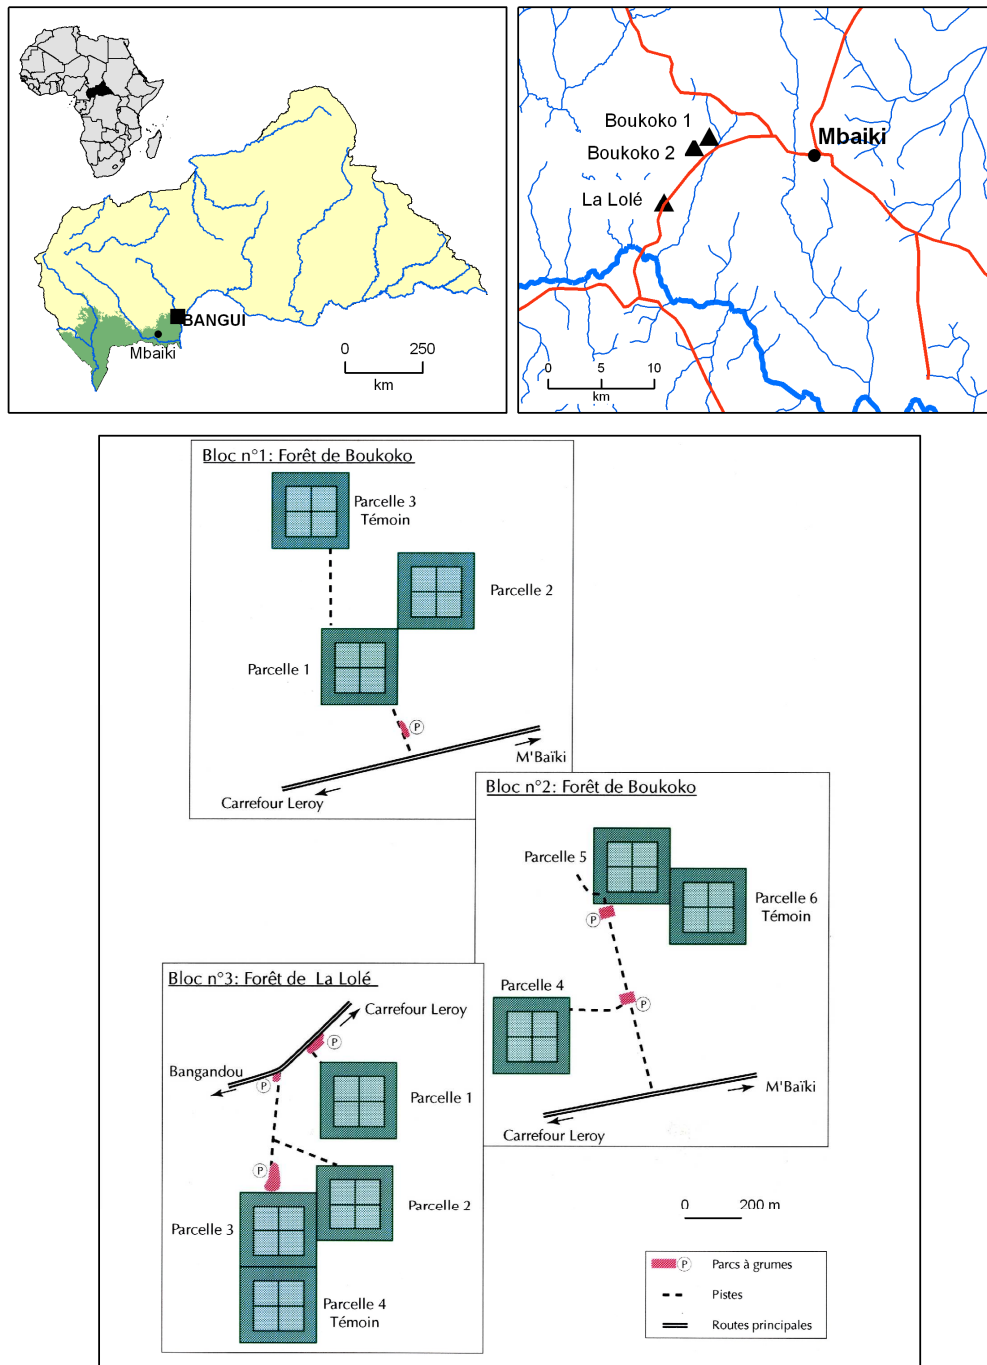 BANGUI
Mbaiki
0 250
km
Boukoko 1
Boukoko 2
La Lolé
Mbaiki
0 5 10
km
Bloc n°1: Forêt de Boukoko
Parcelle 3
Témoin
Parcelle 2
Parcelle 1
P
M'Baïki
Carrefour Leroy
Bloc n°2: Forêt de Boukoko
Parcelle 5
Parcelle 6
Témoin
P
Parcelle 4
P
M'Baïki
Carrefour Leroy
Bloc n°3: Forêt de La Lolé
Carrefour Leroy
P
Bangandou
P
Parcelle 1
P
Parcelle 2
Parcelle 3
Parcelle 4
Témoin
0 200 m
P Parcs à grumes
Pistes
Routes principales